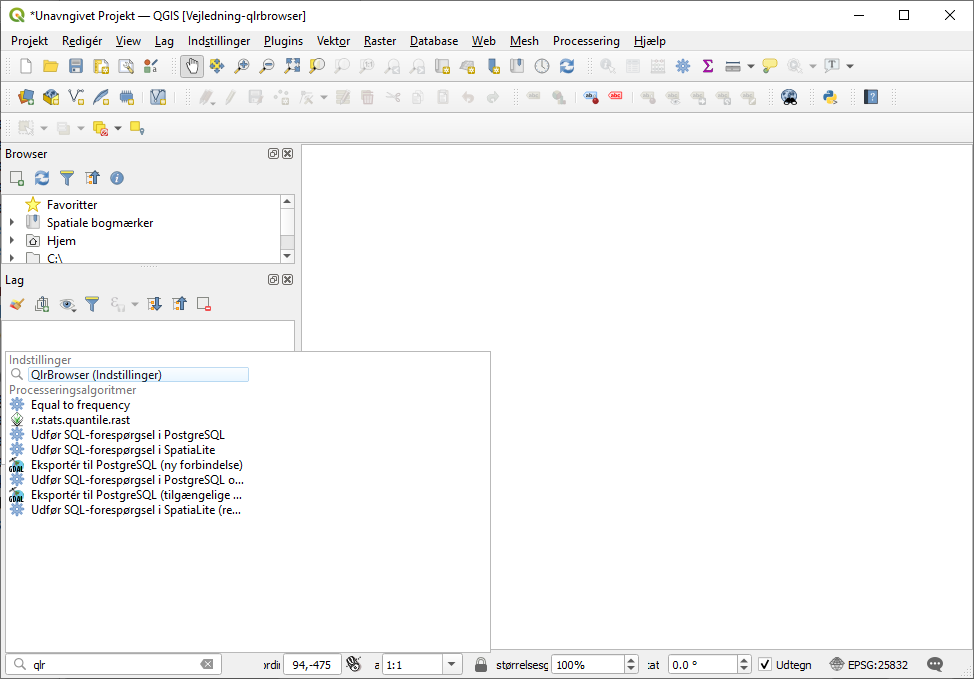 *Unavngivet Projekt — QGIS [Vejledning-qlrbrowser]
Projekt Redigér View Lag Indstillinger Plugins Vektor Raster Database Web Mesh Processering Hjælp
Browser
Favoritter
Spatiale bogmærker
Hjem
C:\
Lag
Indstillinger
QlrBrowser (Indstillinger)
Processeringsalgoritmer
Equal to frequency
r.stats.quantile.rast
Udfør SQL-forespørgsel i PostgreSQL
Udfør SQL-forespørgsel i SpatiaLite
Eksportér til PostgreSQL (ny forbindelse)
Udfør SQL-forespørgsel i PostgreSQL o...
Eksportér til PostgreSQL (tilgængelige ...
Udfør SQL-forespørgsel i SpatiaLite (re...
qlr 94,-475 a 1:1 størrelsesg 100% :at 0.0 ° Udtegn EPSG:25832